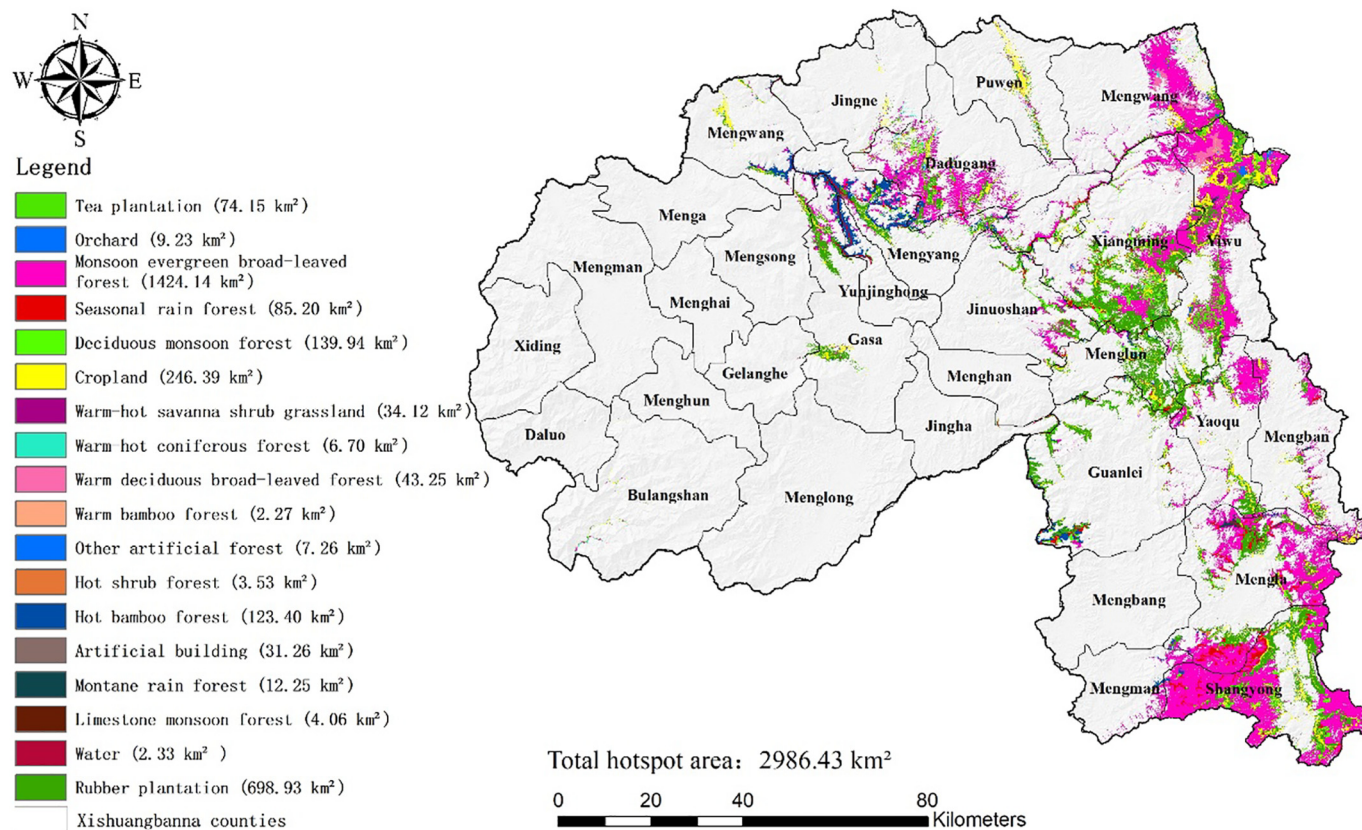 N
W
E
S
Legend
Tea plantation (74.15 km²)
Orchard (9.23 km²)
Monsoon evergreen broad-leaved
forest (1424.14 km²)
Seasonal rain forest (85.20 km²)
Deciduous monsoon forest (139.94 km²)
Cropland (246.39 km²)
Warm-hot savanna shrub grassland (34.12 km²)
Warm-hot coniferous forest (6.70 km²)
Warm deciduous broad-leaved forest (43.25 km²)
Warm bamboo forest (2.27 km²)
Other artificial forest (7.26 km²)
Hot shrub forest (3.53 km²)
Hot bamboo forest (123.40 km²)
Artificial building (31.26 km²)
Montane rain forest (12.25 km²)
Limestone monsoon forest (4.06 km²)
Water (2.33 km² )
Rubber plantation (698.93 km²)
Xishuangbanna counties
Puwen
Jingne
Mengwang
Mengwang
Dadugang
Menga
Xiangming
Yiwu
Mengman
Mengsong
Mengyang
Menghai
Yunjinghong
Jinuoshan
Xiding
Gasa
Menglun
Gelanghe
Menghan
Menghun
Yaoqu
Daluo
Jingha
Mengban
Guanlei
Bulangshan
Menglong
Mengla
Mengbang
Mengman
Shangyong
Total hotspot area: 2986.43 km²
0 10 20 40 80
Kilometers